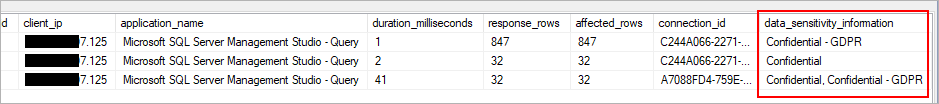 d client_ip application_name duration_milliseconds response_rows affected_rows connection_id data_sensitivity_information
7.125 Microsoft SQL Server Management Studio - Query 1 847 847 C244A066-2271-... Confidential - GDPR
7.125 Microsoft SQL Server Management Studio - Query 2 32 32 C244A066-2271-... Confidential
7.125 Microsoft SQL Server Management Studio - Query 41 32 32 A7088FD4-759E-... Confidential, Confidential - GDPR